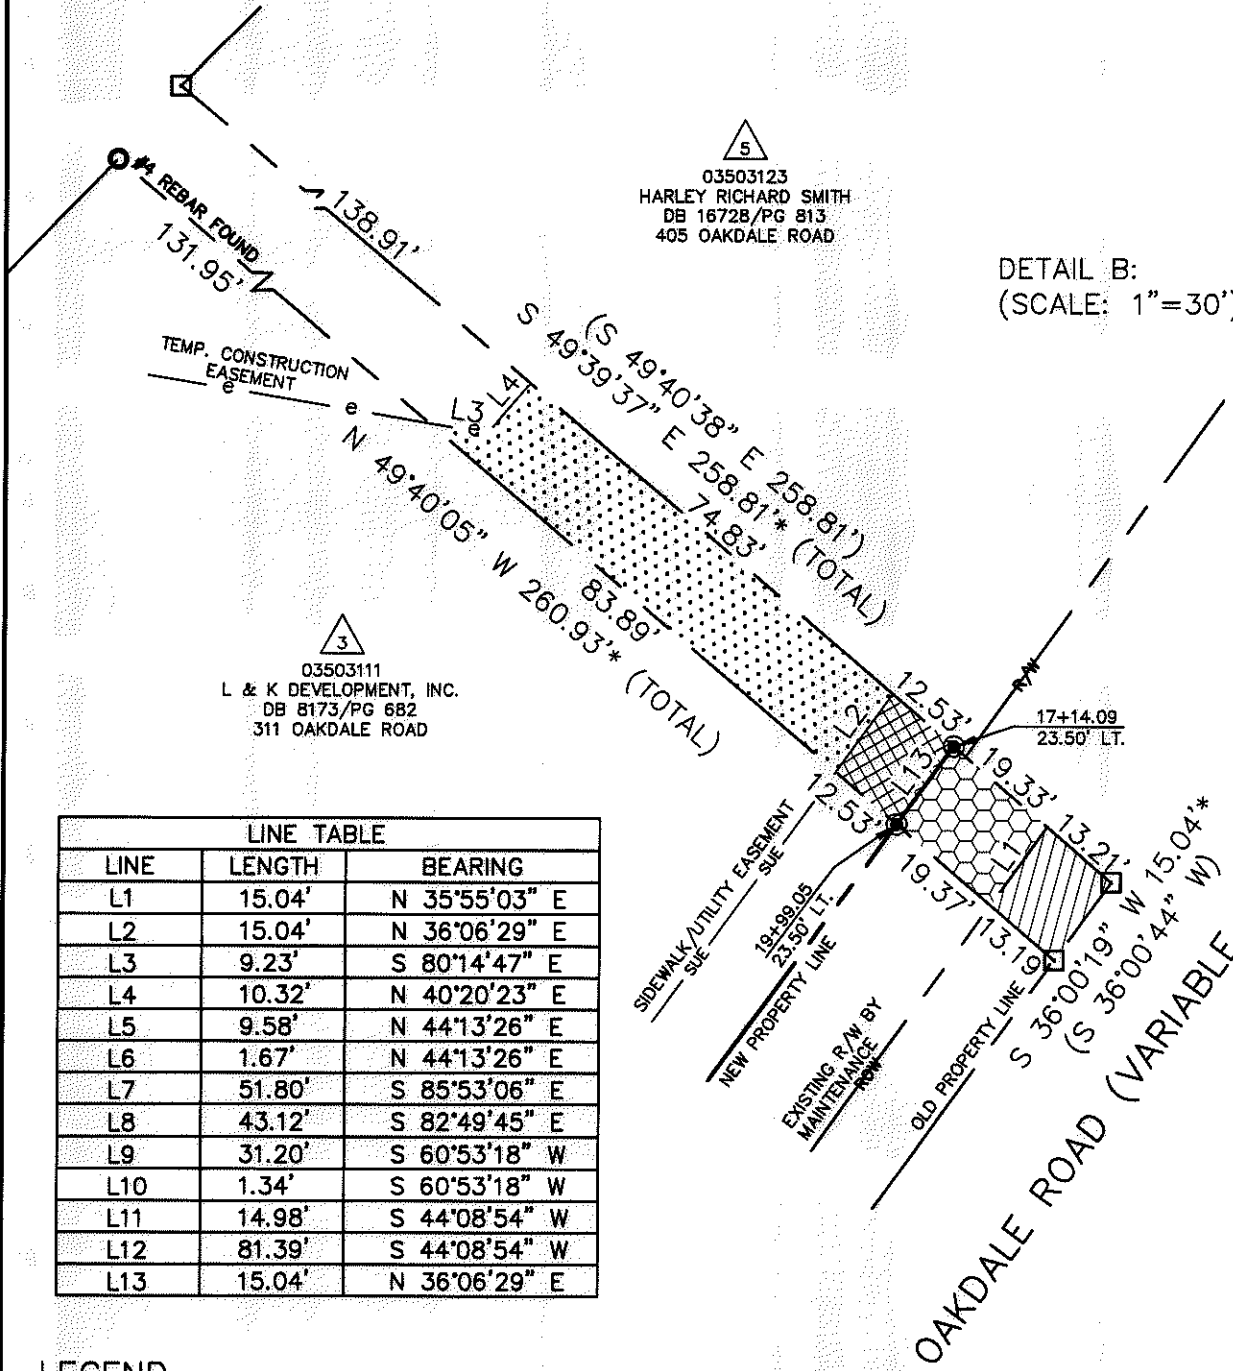 5
03503123
HARLEY RICHARD SMITH
DB 16728/PG 813
405 OAKDALE ROAD
DETAIL B:
(SCALE: 1"=30')
#4 REBAR FOUND
131.95'
138.91'
(S 49°40'38" E 258.81')
S 49°39'37" E 258.81'* (TOTAL)
74.83'
TEMP. CONSTRUCTION
EASEMENT
e
e
e
L3
L4
N 49°40'05" W 260.93'* (TOTAL)
83.89'
3
03503111
L & K DEVELOPMENT, INC.
DB 8173/PG 682
311 OAKDALE ROAD
R/W
17+14.09
23.50' LT.
12.53'
L2
L13
12.53'
19.33'
13.21'
L1
19.37'
13.19'
19+99.05
23.50' LT.
SIDEWALK/UTILITY EASEMENT
SUE
SUE
NEW PROPERTY LINE
EXISTING R/W BY
MAINTENANCE
ROW
OLD PROPERTY LINE
S 36°00'19" W 15.04'*
(S 36°00'44" W)
OAKDALE ROAD (VARIABLE
LINE TABLE
LINE LENGTH BEARING
L1 15.04' N 35°55'03" E
L2 15.04' N 36°06'29" E
L3 9.23' S 80°14'47" E
L4 10.32' N 40°20'23" E
L5 9.58' N 44°13'26" E
L6 1.67' N 44°13'26" E
L7 51.80' S 85°53'06" E
L8 43.12' S 82°49'45" E
L9 31.20' S 60°53'18" W
L10 1.34' S 60°53'18" W
L11 14.98' S 44°08'54" W
L12 81.39' S 44°08'54" W
L13 15.04' N 36°06'29" E
LEGEND